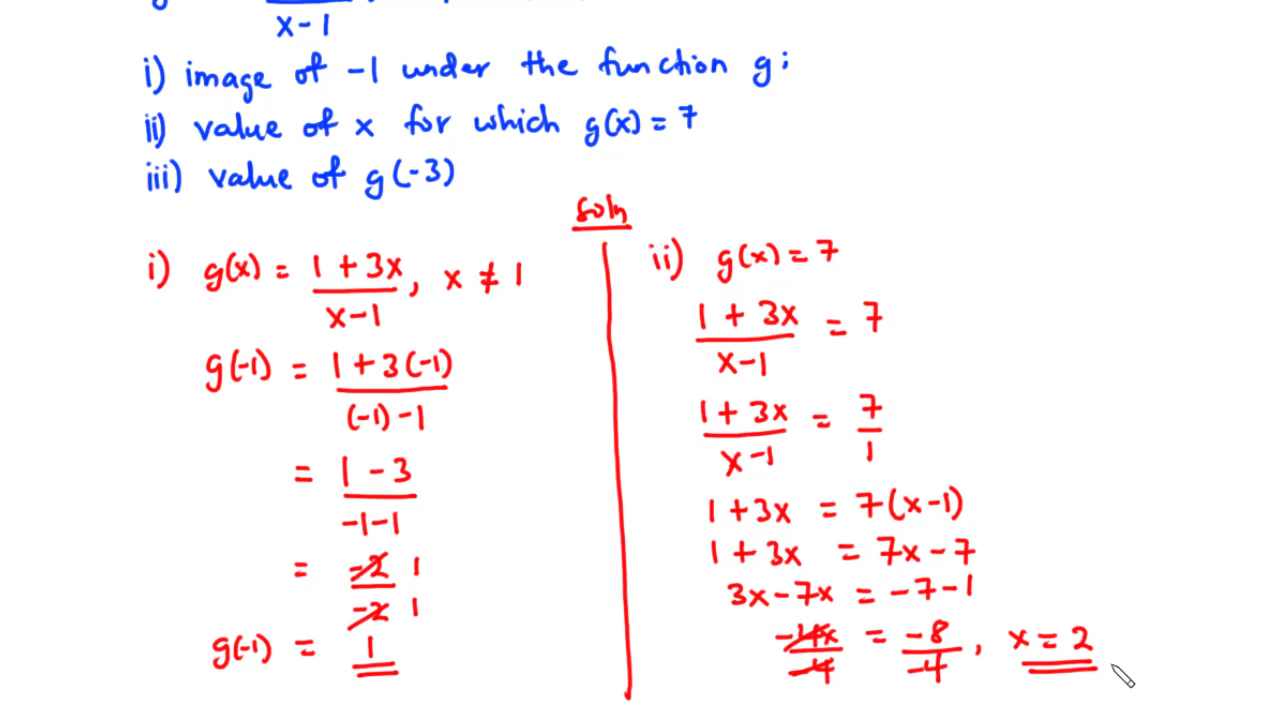 x-1
i) image of -1 under the function g;
ii) value of x for which g(x) = 7
iii) value of g(-3)
soln
i) g(x) = 1 + 3x / x-1, x ≠ 1
g(-1) = 1 + 3(-1) / (-1) -1
= 1 - 3 / -1-1
= -2 1 / -2 1
g(-1) = 1
ii) g(x) = 7
1 + 3x / x-1 = 7
1 + 3x / x-1 = 7 / 1
1 + 3x = 7(x-1)
1 + 3x = 7x - 7
3x - 7x = -7 - 1
-4x / -4 = -8 / -4, x = 2